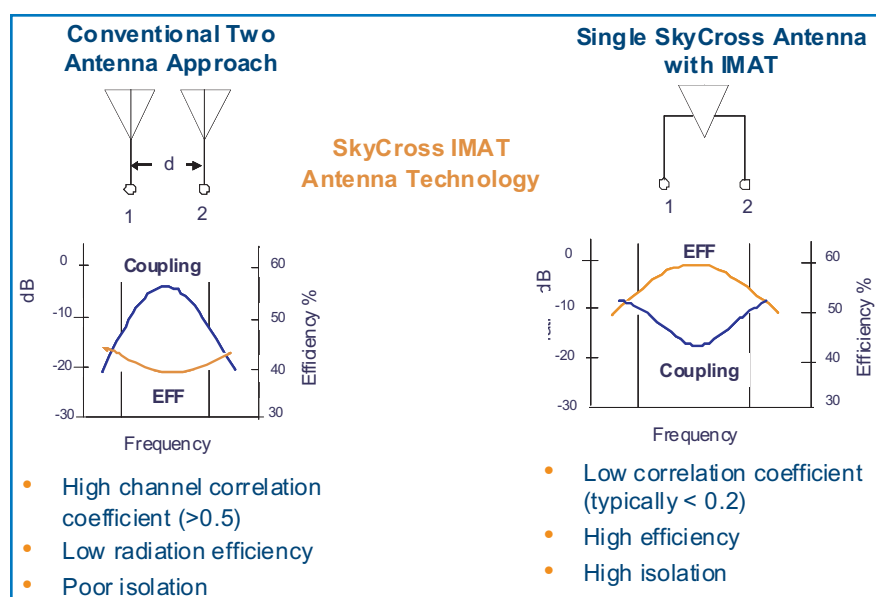 Conventional Two
Antenna Approach
d
1 2
0
-10
-20
-30
dB
Coupling
EFF
60
50
40
30
Efficiency %
Frequency
• High channel correlation
coefficient (>0.5)
• Low radiation efficiency
• Poor isolation
SkyCross IMAT
Antenna Technology
Single SkyCross Antenna
with IMAT
1 2
0
-10
-20
-30
dB
EFF
Coupling
60
50
40
30
Efficiency %
Frequency
• Low correlation coefficient
(typically < 0.2)
• High efficiency
• High isolation